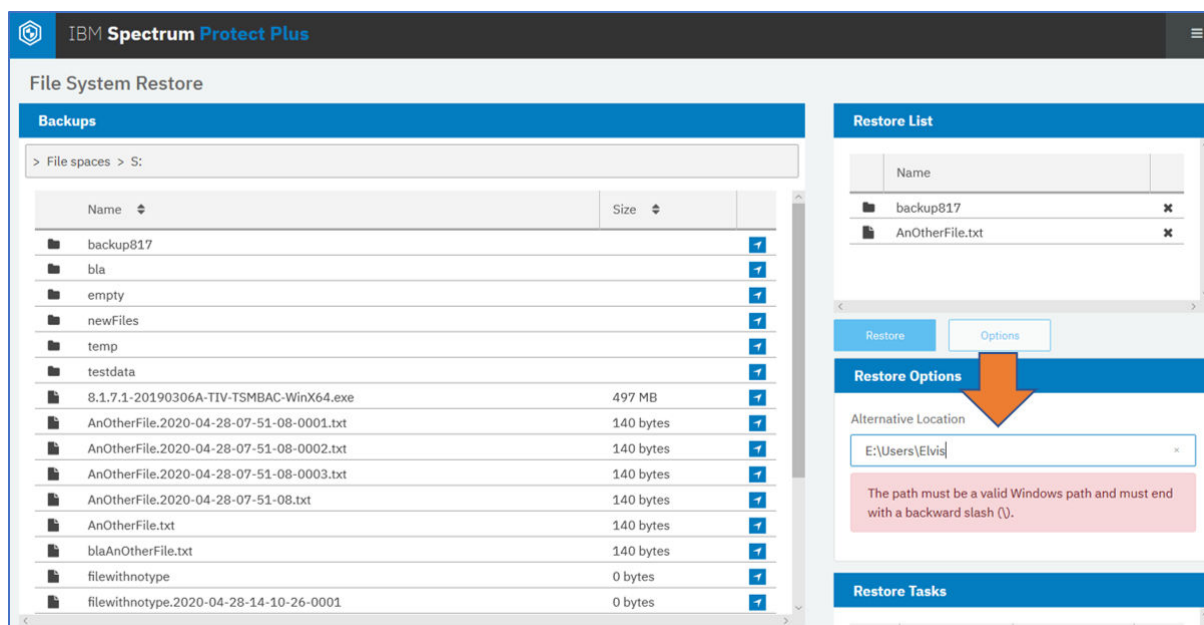 IBM Spectrum Protect Plus
File System Restore
Backups
> File spaces > S:
Name Size
backup817
bla
empty
newFiles
temp
testdata
8.1.7.1-20190306A-TIV-TSMBAC-WinX64.exe 497 MB
AnOtherFile.2020-04-28-07-51-08-0001.txt 140 bytes
AnOtherFile.2020-04-28-07-51-08-0002.txt 140 bytes
AnOtherFile.2020-04-28-07-51-08-0003.txt 140 bytes
AnOtherFile.2020-04-28-07-51-08.txt 140 bytes
AnOtherFile.txt 140 bytes
blaAnOtherFile.txt 140 bytes
filewithnotype 0 bytes
filewithnotype.2020-04-28-14-10-26-0001 0 bytes
Restore List
Name
backup817
AnOtherFile.txt
Restore Options
Restore Options
Alternative Location
E:\Users\Elvis
The path must be a valid Windows path and must end
with a backward slash (\).
Restore Tasks